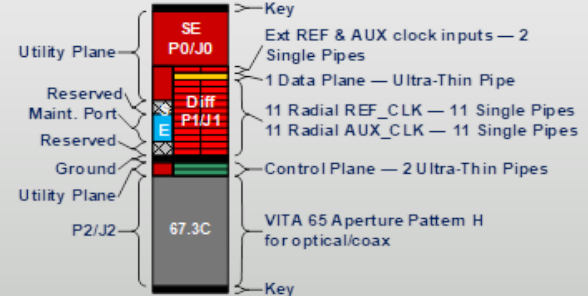 Key
SE
P0/J0
Utility Plane
Ext REF & AUX clock inputs — 2
Single Pipes
1 Data Plane — Ultra-Thin Pipe
Reserved
Maint. Port
Diff
P1/J1
E
11 Radial REF_CLK — 11 Single Pipes
11 Radial AUX_CLK — 11 Single Pipes
Reserved
Ground
Control Plane — 2 Ultra-Thin Pipes
Utility Plane
P2/J2
67.3C
VITA 65 Aperture Pattern H
for optical/coax
Key